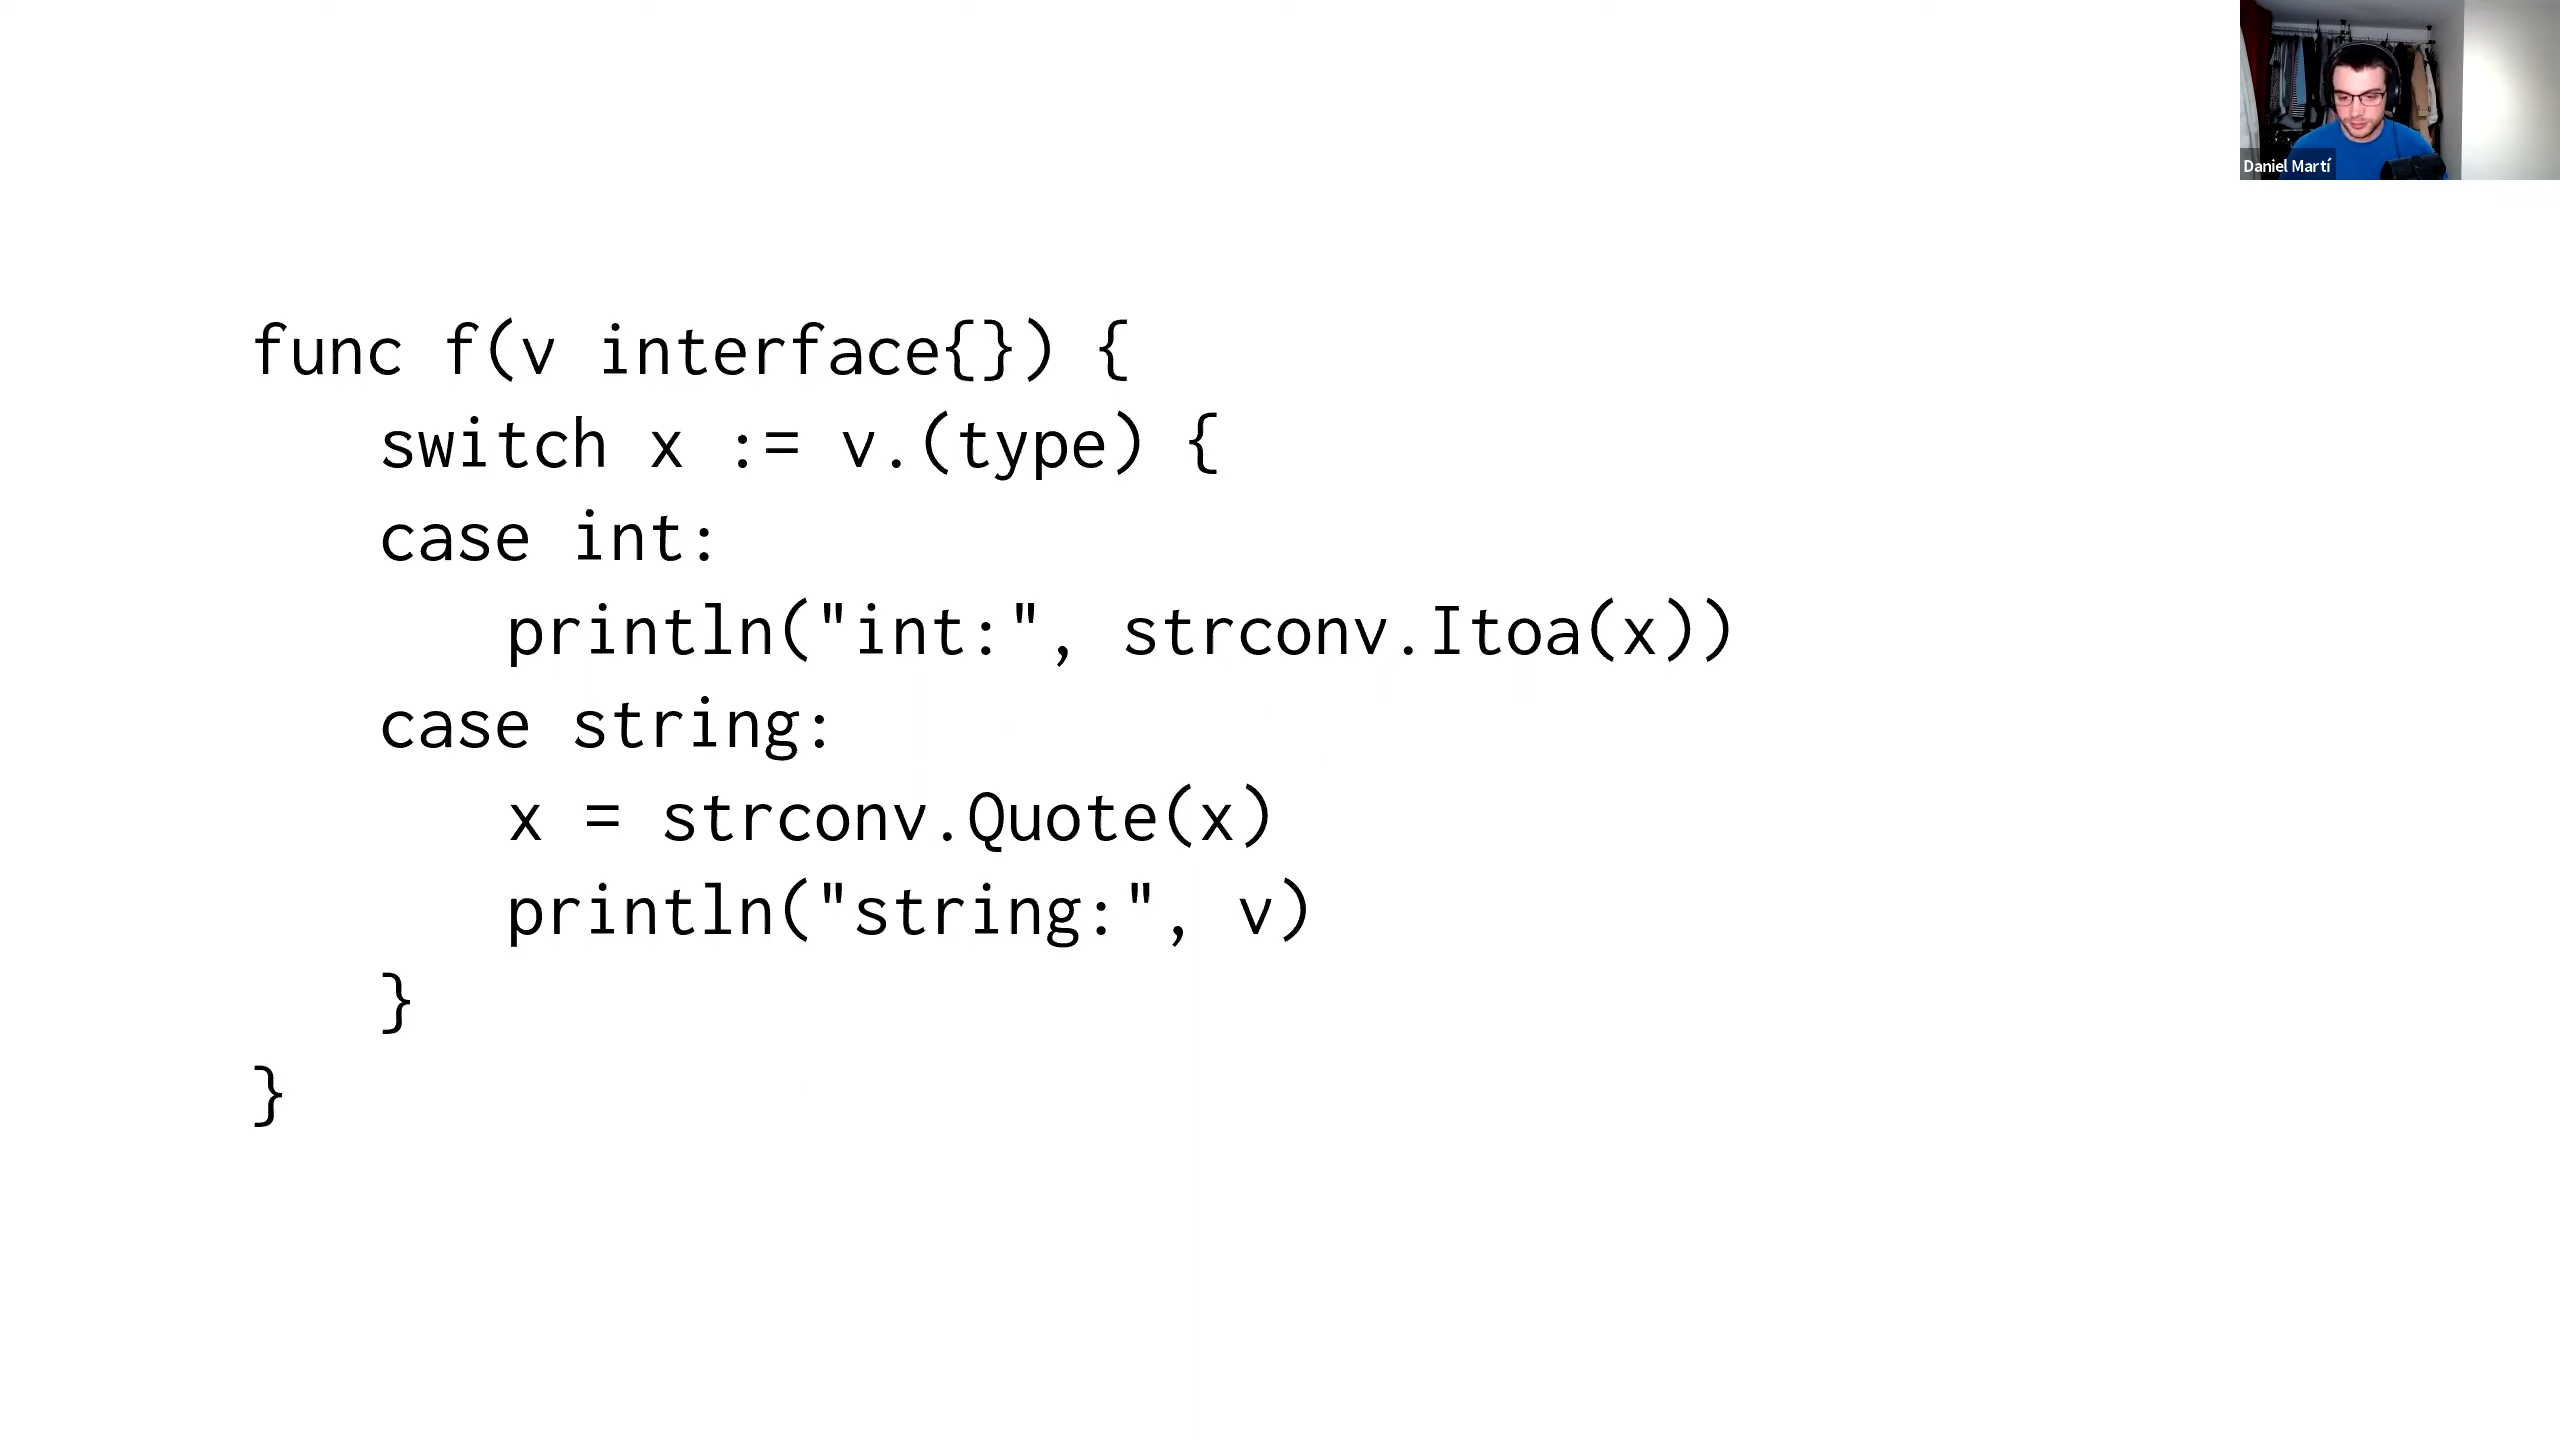 Daniel Martí
func f(v interface{}) {
    switch x := v.(type) {
    case int:
        println("int:", strconv.Itoa(x))
    case string:
        x = strconv.Quote(x)
        println("string:", v)
    }
}